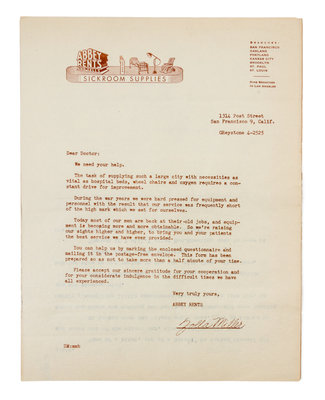 ABBEY
RENTS
SICKROOM SUPPLIES
BRANCHES:
SAN FRANCISCO
OAKLAND
PORTLAND
KANSAS CITY
BROOKLYN
ST. PAUL
ST. LOUIS
FIVE BRANCHES
IN LOS ANGELES
1314 Post Street
San Francisco 9, Calif.
GRaystone 4-2525
Dear Doctor:
We need your help.
The task of supplying such a large city with necessities as
vital as hospital beds, wheel chairs and oxygen requires a con-
stant drive for improvement.
During the war years we were hard pressed for equipment and
personnel with the result that our service was frequently short
of the high mark which we set for ourselves.
Today most of our men are back at their old jobs, and equip-
ment is becoming more and more obtainable. So we're raising
our sights higher and higher, to bring you and your patients
the best service we have ever provided.
You can help us by marking the enclosed questionnaire and
mailing it in the postage-free envelope. This form has been
prepared so as not to take more than a half minute of your time.
Please accept our sincere gratitude for your cooperation and
for your considerate indulgence in the difficult times we have
all experienced.
Very truly yours,
ABBEY RENTS
Miller